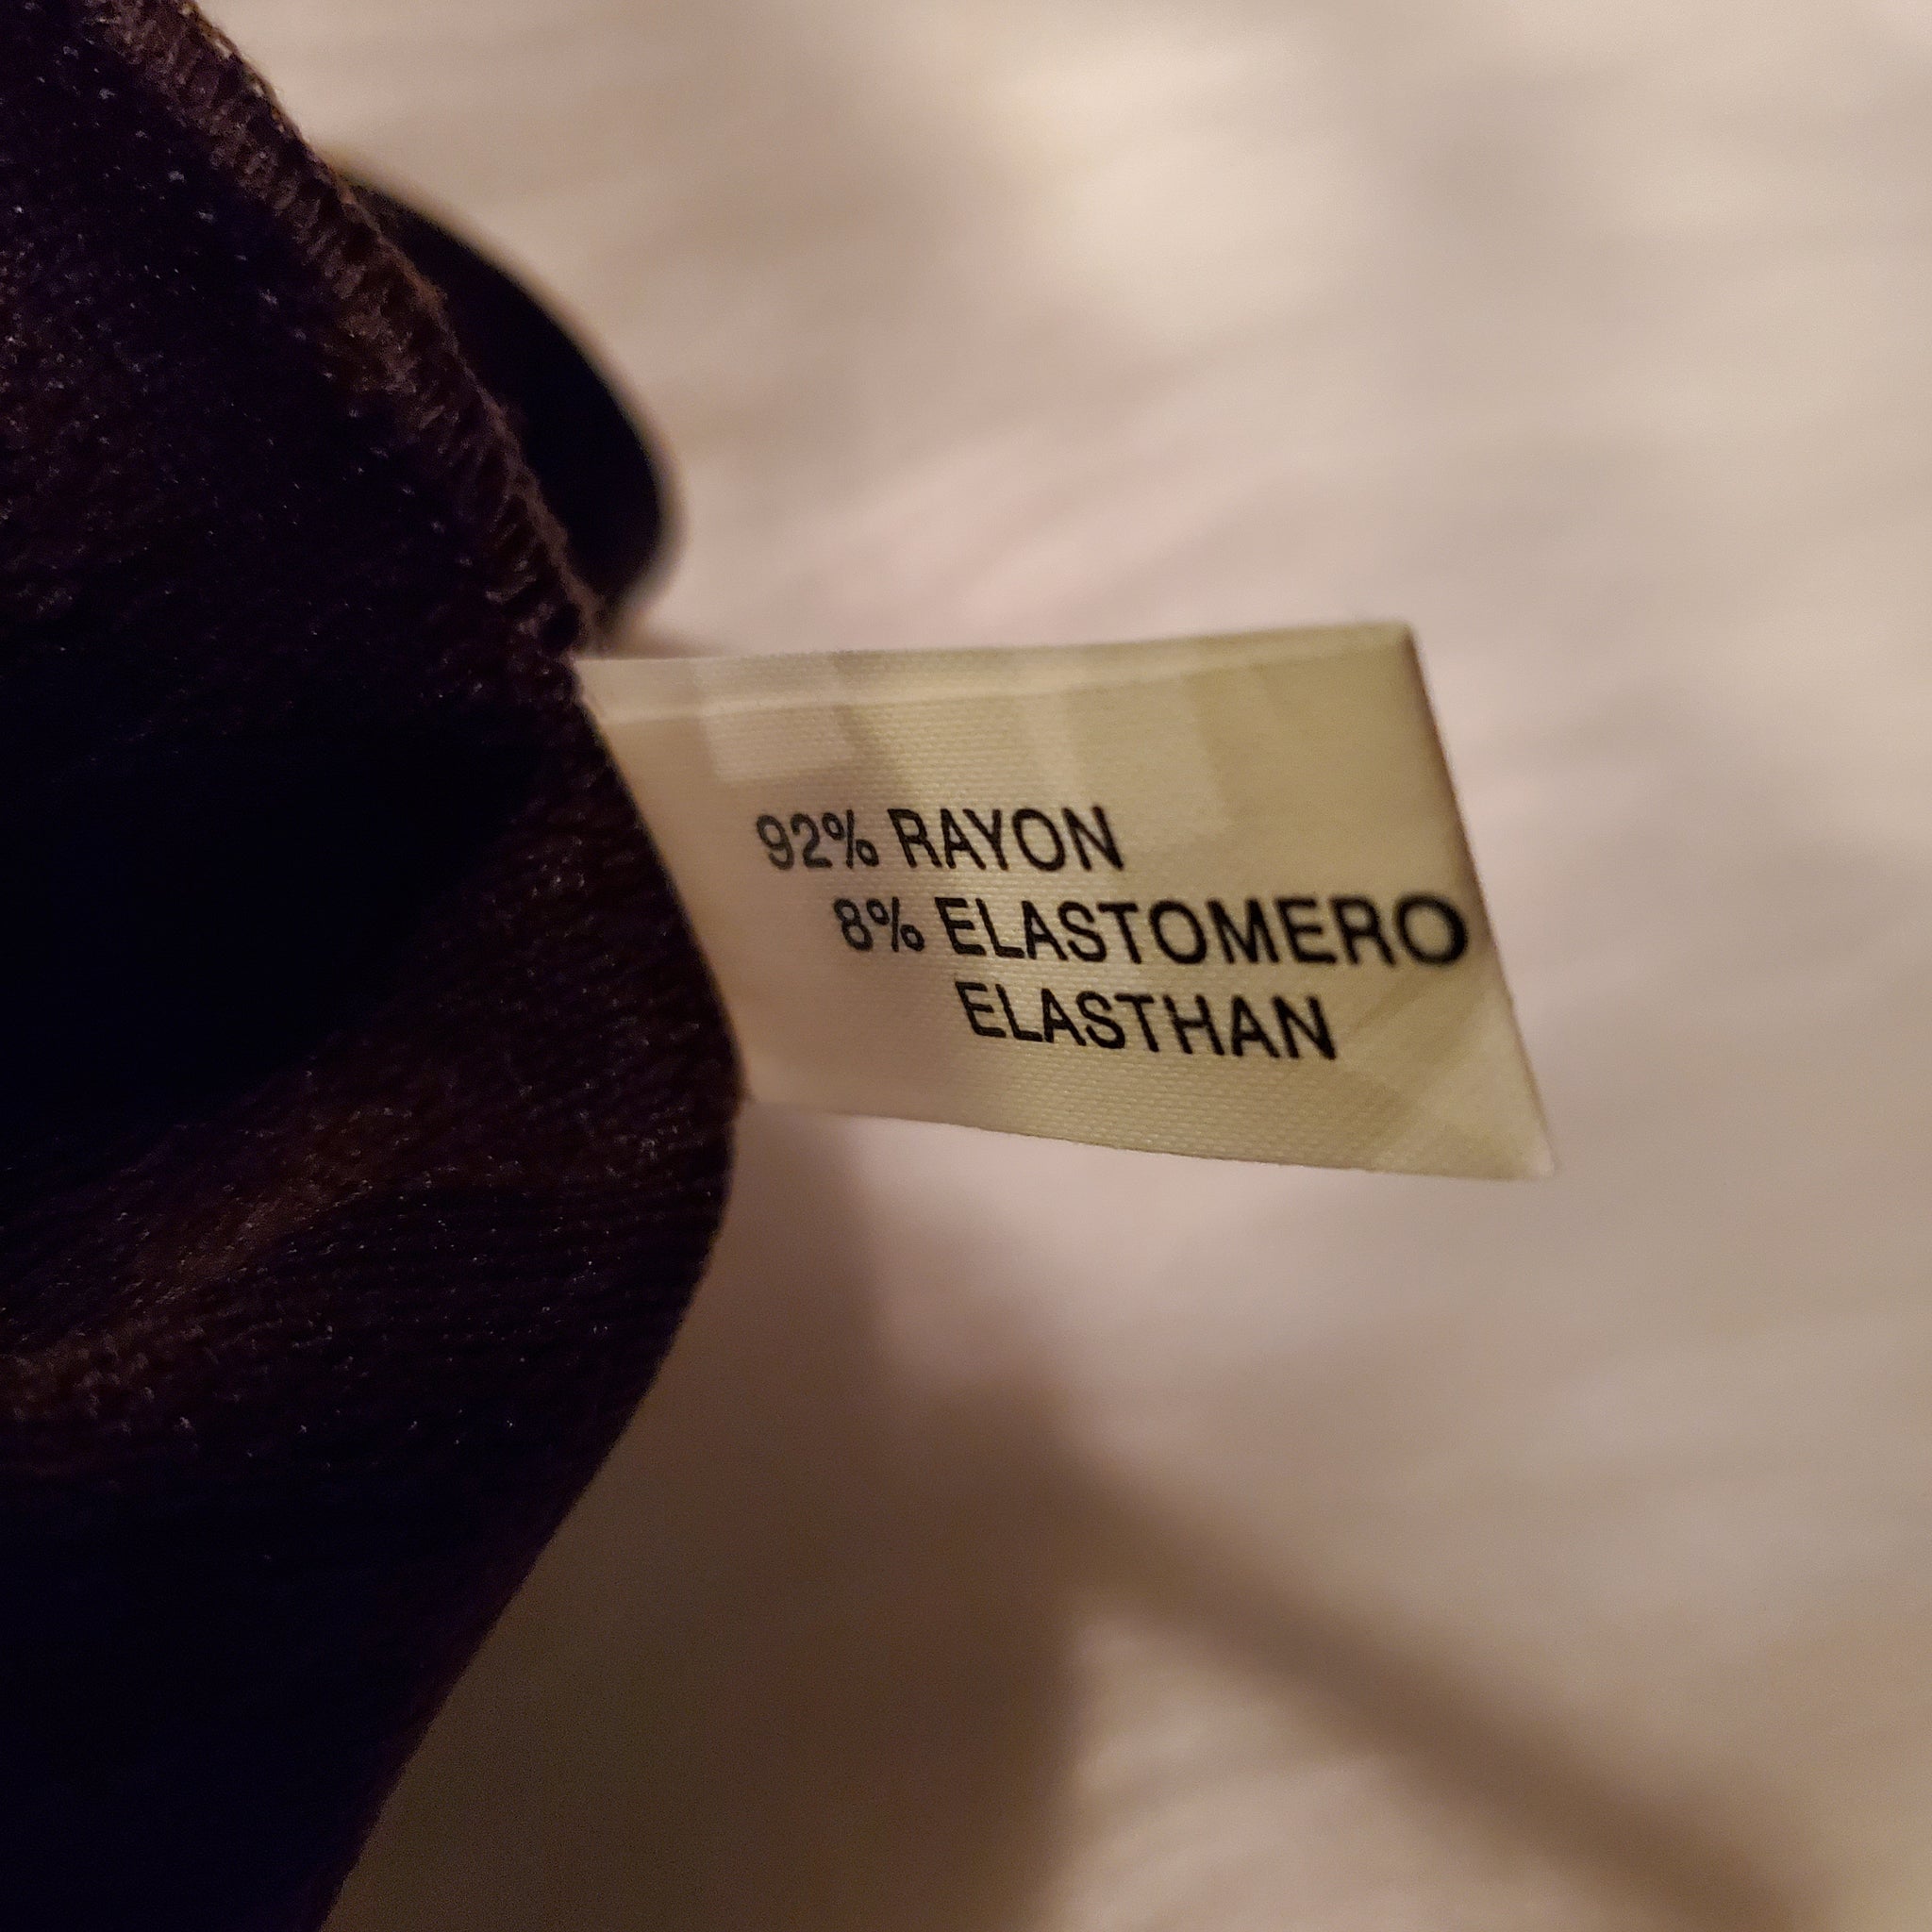 92% RAYON
8% ELASTOMERO
ELASTHAN